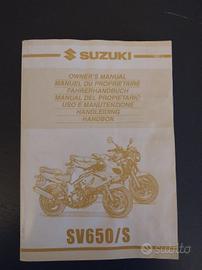 SUZUKI
OWNER'S MANUAL
MANUEL DU PROPRIETAIRE
FAHRERHANDBUCH
MANUAL DEL PROPIETARIO
USO E MANUTENZIONE
HANDLEIDING
HANDBOK
SV650/S
subito